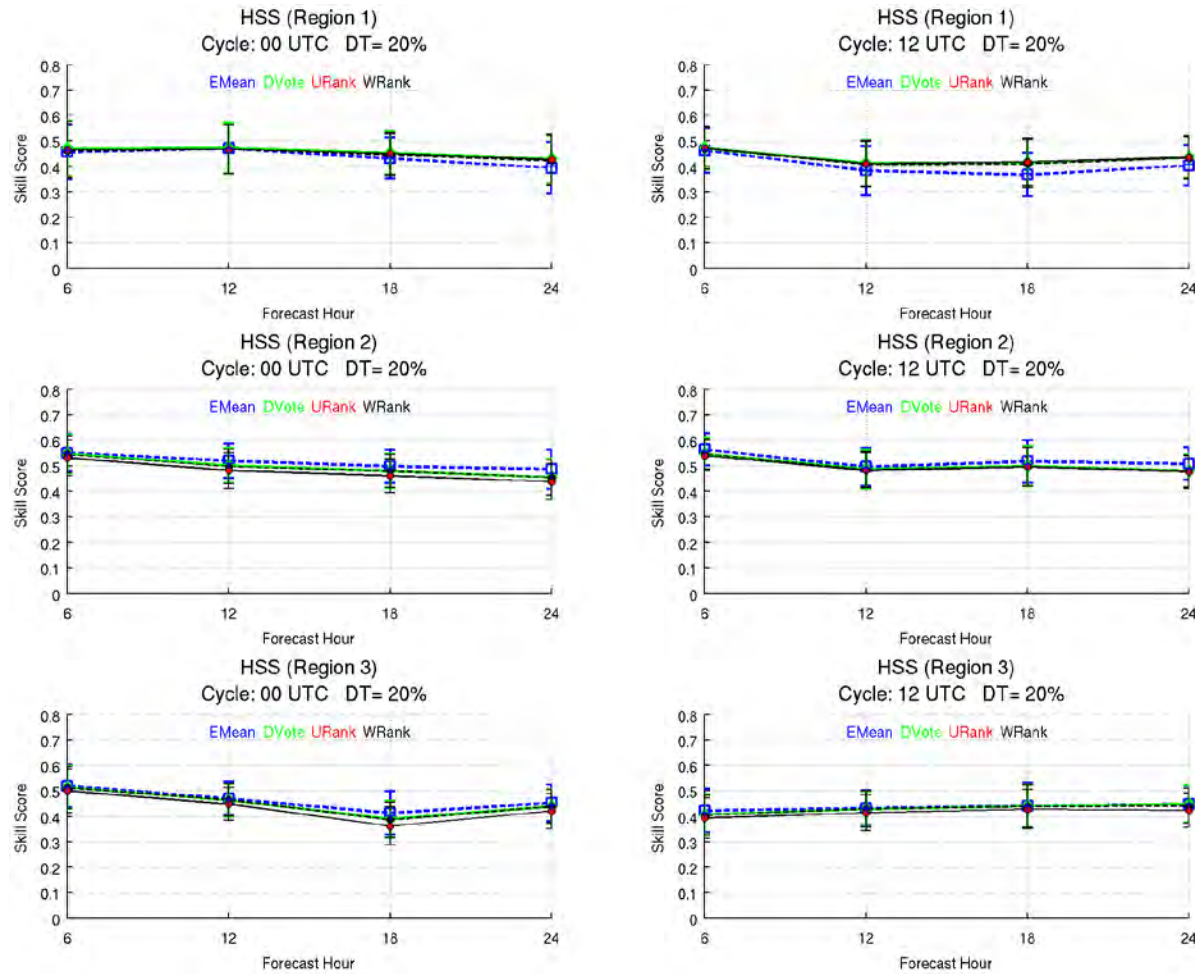 HSS (Region 1)
Cycle: 00 UTC DT= 20%
EMean DVote URank WRank
Skill Score
0.8
0.7
0.6
0.5
0.4
0.3
0.2
0.1
0
6 12 18 24
Forecast Hour
HSS (Region 1)
Cycle: 12 UTC DT= 20%
EMean DVote URank WRank
Skill Score
0.8
0.7
0.6
0.5
0.4
0.3
0.2
0.1
0
6 12 18 24
Forecast Hour
HSS (Region 2)
Cycle: 00 UTC DT= 20%
EMean DVote URank WRank
Skill Score
0.8
0.7
0.6
0.5
0.4
0.3
0.2
0.1
0
6 12 18 24
Forecast Hour
HSS (Region 2)
Cycle: 12 UTC DT= 20%
EMean DVote URank WRank
Skill Score
0.8
0.7
0.6
0.5
0.4
0.3
0.2
0.1
0
6 12 18 24
Forecast Hour
HSS (Region 3)
Cycle: 00 UTC DT= 20%
EMean DVote URank WRank
Skill Score
0.8
0.7
0.6
0.5
0.4
0.3
0.2
0.1
0
6 12 18 24
Forecast Hour
HSS (Region 3)
Cycle: 12 UTC DT= 20%
EMean DVote URank WRank
Skill Score
0.8
0.7
0.6
0.5
0.4
0.3
0.2
0.1
0
6 12 18 24
Forecast Hour